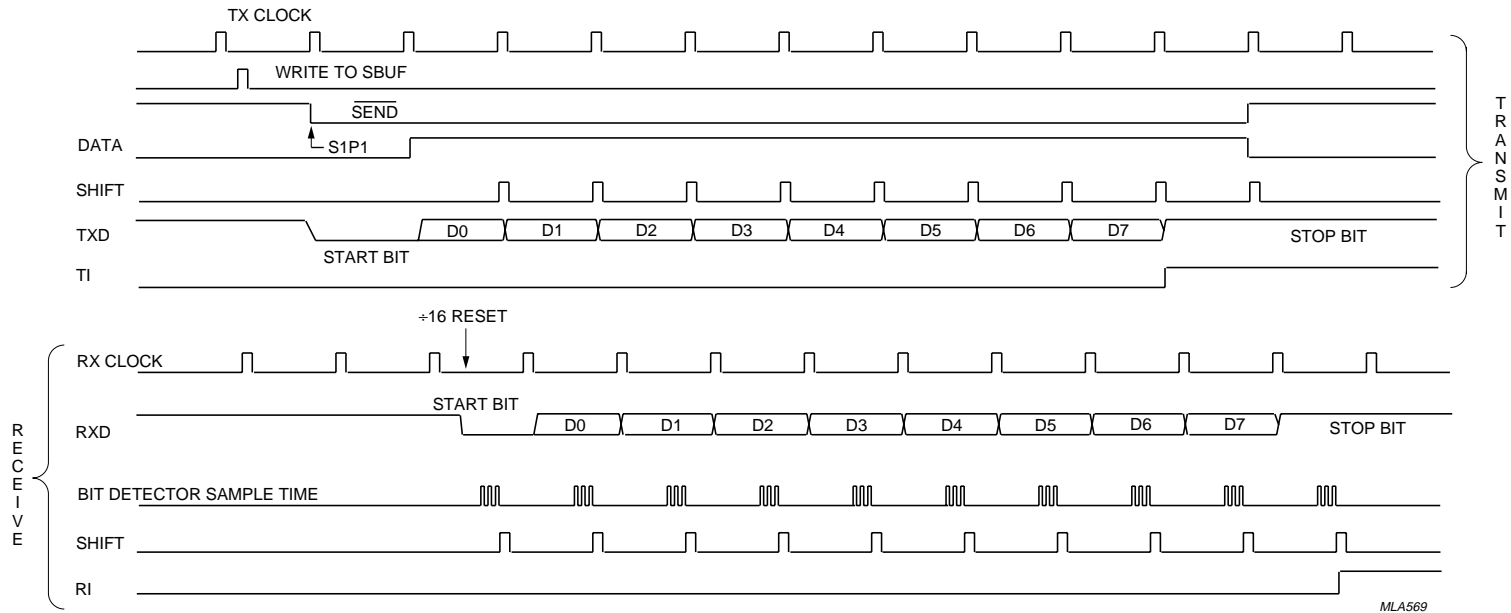 TX CLOCK
WRITE TO SBUF
SEND
S1P1
DATA
SHIFT
TXD
D0 D1 D2 D3 D4 D5 D6 D7
START BIT
STOP BIT
TI
TRANSMIT
÷16 RESET
RX CLOCK
START BIT
RXD
D0 D1 D2 D3 D4 D5 D6 D7
STOP BIT
BIT DETECTOR SAMPLE TIME
SHIFT
RI
RECEIVE
MLA569